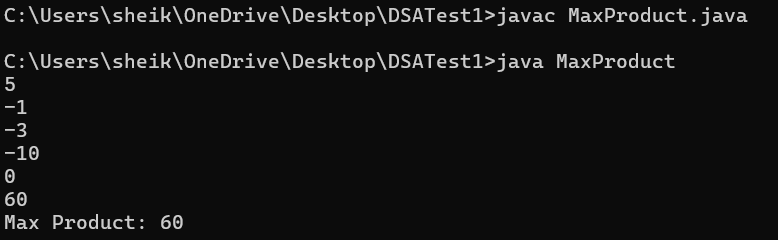 C:\Users\sheik\OneDrive\Desktop\DSATest1>javac MaxProduct.java
C:\Users\sheik\OneDrive\Desktop\DSATest1>java MaxProduct
5
-1
-3
-10
0
60
Max Product: 60